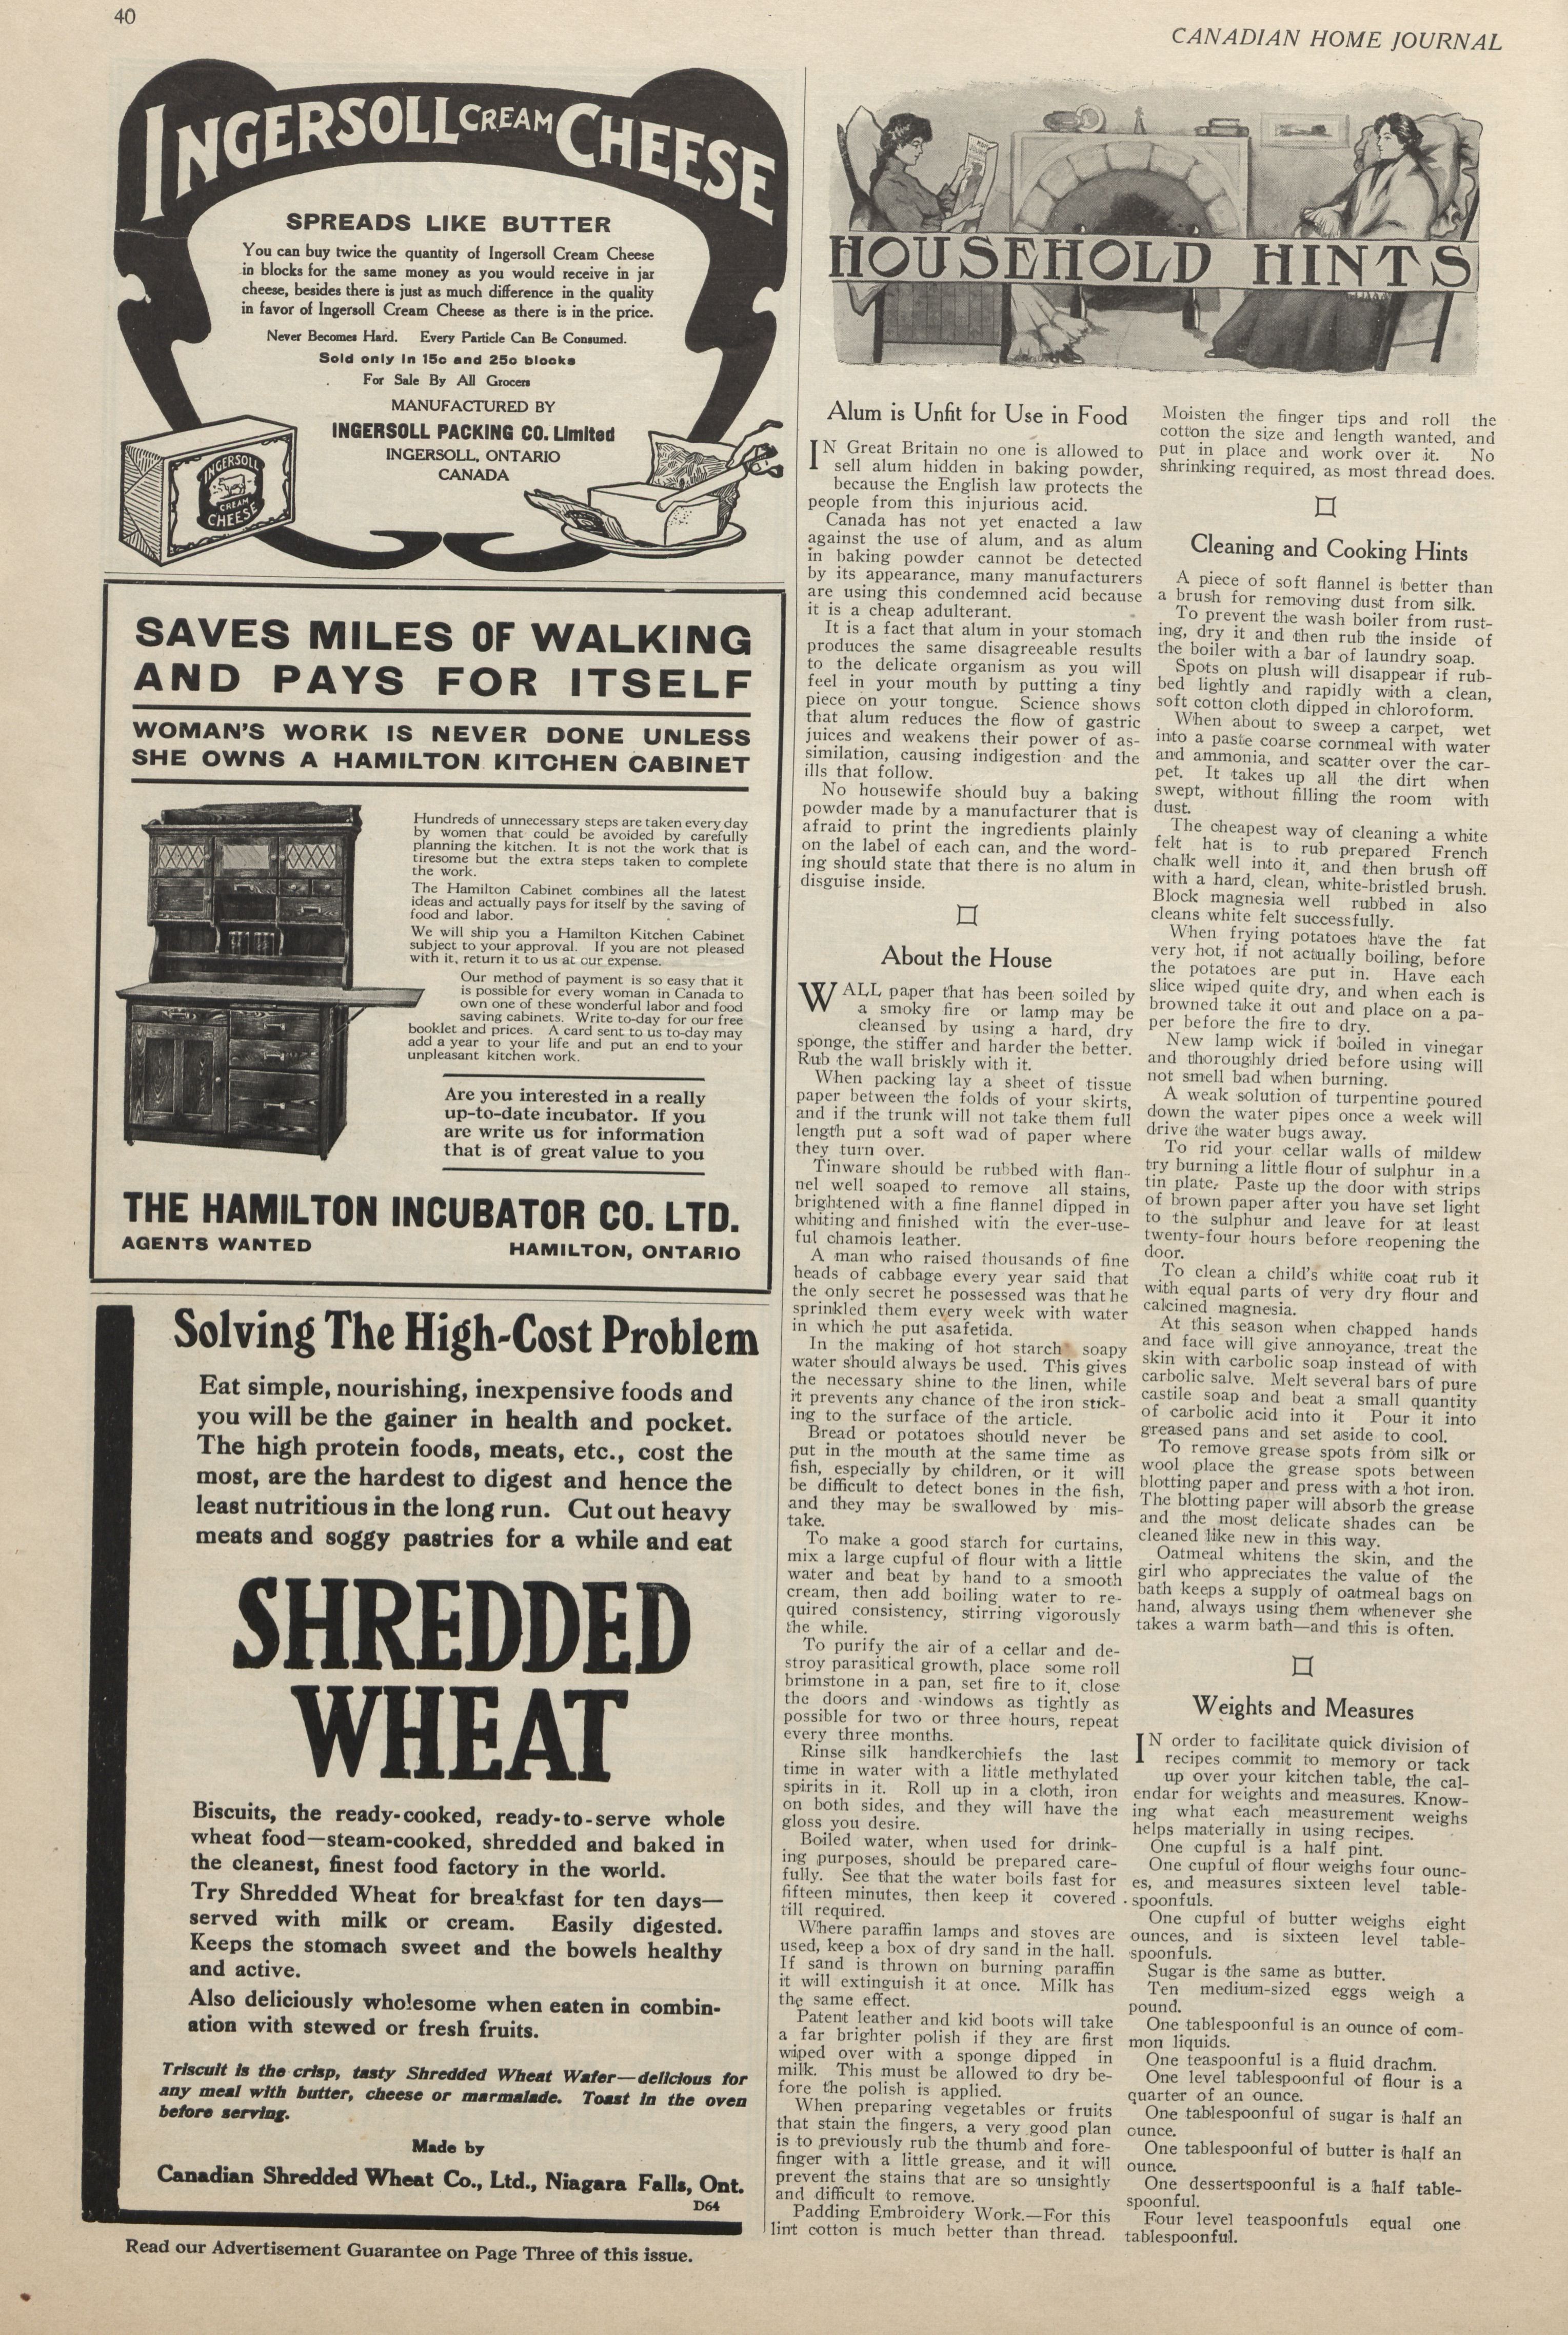 40
CANADIAN HOME JOURNAL
INGERSOLL CREAM CHEESE
SPREADS LIKE BUTTER
You can buy twice the quantity of Ingersoll Cream Cheese
in blocks for the same money as you would receive in jar
cheese, besides there is just as much difference in the quality
in favor of Ingersoll Cream Cheese as there is in the price.
Never Becomes Hard. Every Particle Can Be Consumed.
Sold only in 15c and 25c blocks
For Sale By All Grocers
MANUFACTURED BY
INGERSOLL PACKING CO. Limited
INGERSOLL, ONTARIO
CANADA
INGERSOLL
CREAM
CHEESE
SAVES MILES OF WALKING
AND PAYS FOR ITSELF
WOMAN'S WORK IS NEVER DONE UNLESS
SHE OWNS A HAMILTON KITCHEN CABINET
Hundreds of unnecessary steps are taken every day
by women that could be avoided by carefully
planning the kitchen. It is not the work that is
tiresome but the extra steps taken to complete
the work.
The Hamilton Cabinet combines all the latest
ideas and actually pays for itself by the saving of
food and labor.
We will ship you a Hamilton Kitchen Cabinet
subject to your approval. If you are not pleased
with it, return it to us at our expense.
Our method of payment is so easy that it
is possible for every woman in Canada to
own one of these wonderful labor and food
saving cabinets. Write to-day for our free
booklet and prices. A card sent to us to-day may
add a year to your life and put an end to your
unpleasant kitchen work.
Are you interested in a really
up-to-date incubator. If you
are write us for information
that is of great value to you
THE HAMILTON INCUBATOR CO. LTD.
AGENTS WANTED
HAMILTON, ONTARIO
Solving The High-Cost Problem
Eat simple, nourishing, inexpensive foods and
you will be the gainer in health and pocket.
The high protein foods, meats, etc., cost the
most, are the hardest to digest and hence the
least nutritious in the long run. Cut out heavy
meats and soggy pastries for a while and eat
SHREDDED
WHEAT
Biscuits, the ready-cooked, ready-to-serve whole
wheat food—steam-cooked, shredded and baked in
the cleanest, finest food factory in the world.
Try Shredded Wheat for breakfast for ten days—
served with milk or cream. Easily digested.
Keeps the stomach sweet and the bowels healthy
and active.
Also deliciously wholesome when eaten in combin-
ation with stewed or fresh fruits.
Triscuit is the crisp, tasty Shredded Wheat Wafer—delicious for
any meal with butter, cheese or marmalade. Toast in the oven
before serving.
Made by
Canadian Shredded Wheat Co., Ltd., Niagara Falls, Ont.
D64
Read our Advertisement Guarantee on Page Three of this issue.
HOUSEHOLD HINTS
Alum is Unfit for Use in Food
IN Great Britain no one is allowed to
sell alum hidden in baking powder,
because the English law protects the
people from this injurious acid.
Canada has not yet enacted a law
against the use of alum, and as alum
in baking powder cannot be detected
by its appearance, many manufacturers
are using this condemned acid because
it is a cheap adulterant.
It is a fact that alum in your stomach
produces the same disagreeable results
to the delicate organism as you will
feel in your mouth by putting a tiny
piece on your tongue. Science shows
that alum reduces the flow of gastric
juices and weakens their power of as-
similation, causing indigestion and the
ills that follow.
No housewife should buy a baking
powder made by a manufacturer that is
afraid to print the ingredients plainly
on the label of each can, and the word-
ing should state that there is no alum in
disguise inside.
About the House
WALL paper that has been soiled by
a smoky fire or lamp may be
cleansed by using a hard, dry
sponge, the stiffer and harder the better.
Rub the wall briskly with it.
When packing lay a sheet of tissue
paper between the folds of your skirts,
and if the trunk will not take them full
length put a soft wad of paper where
they turn over.
Tinware should be rubbed with flan-
nel well soaped to remove all stains,
brightened with a fine flannel dipped in
whiting and finished with the ever-use-
ful chamois leather.
A man who raised thousands of fine
heads of cabbage every year said that
the only secret he possessed was that he
sprinkled them every week with water
in which he put asafetida.
In the making of hot starch soapy
water should always be used. This gives
the necessary shine to the linen, while
it prevents any chance of the iron stick-
ing to the surface of the article.
Bread or potatoes should never be
put in the mouth at the same time as
fish, especially by children, or it will
be difficult to detect bones in the fish,
and they may be swallowed by mis-
take.
To make a good starch for curtains,
mix a large cupful of flour with a little
water and beat by hand to a smooth
cream, then add boiling water to re-
quired consistency, stirring vigorously
the while.
To purify the air of a cellar and de-
stroy parasitical growth, place some roll
brimstone in a pan, set fire to it, close
the doors and windows as tightly as
possible for two or three hours, repeat
every three months.
Rinse silk handkerchiefs the last
time in water with a little methylated
spirits in it. Roll up in a cloth, iron
on both sides, and they will have the
gloss you desire.
Boiled water, when used for drink-
ing purposes, should be prepared care-
fully. See that the water boils fast for
fifteen minutes, then keep it covered
till required.
Where paraffin lamps and stoves are
used, keep a box of dry sand in the hall.
If sand is thrown on burning paraffin
it will extinguish it at once. Milk has
the same effect.
Patent leather and kid boots will take
a far brighter polish if they are first
wiped over with a sponge dipped in
milk. This must be allowed to dry be-
fore the polish is applied.
When preparing vegetables or fruits
that stain the fingers, a very good plan
is to previously rub the thumb and fore-
finger with a little grease, and it will
prevent the stains that are so unsightly
and difficult to remove.
Padding Embroidery Work.—For this
lint cotton is much better than thread.
Moisten the finger tips and roll the
cotton the size and length wanted, and
put in place and work over it. No
shrinking required, as most thread does.
Cleaning and Cooking Hints
A piece of soft flannel is better than
a brush for removing dust from silk.
To prevent the wash boiler from rust-
ing, dry it and then rub the inside of
the boiler with a bar of laundry soap.
Spots on plush will disappear if rub-
bed lightly and rapidly with a clean,
soft cotton cloth dipped in chloroform.
When about to sweep a carpet, wet
into a paste coarse cornmeal with water
and ammonia, and scatter over the car-
pet. It takes up all the dirt when
swept, without filling the room with
dust.
The cheapest way of cleaning a white
felt hat is to rub prepared French
chalk well into it, and then brush off
with a hard, clean, white-bristled brush.
Block magnesia well rubbed in also
cleans white felt successfully.
When frying potatoes have the fat
very hot, if not actually boiling, before
the potatoes are put in. Have each
slice wiped quite dry, and when each is
browned take it out and place on a pa-
per before the fire to dry.
New lamp wick if boiled in vinegar
and thoroughly dried before using will
not smell bad when burning.
A weak solution of turpentine poured
down the water pipes once a week will
drive the water bugs away.
To rid your cellar walls of mildew
try burning a little flour of sulphur in a
tin plate. Paste up the door with strips
of brown paper after you have set light
to the sulphur and leave for at least
twenty-four hours before reopening the
door.
To clean a child's white coat rub it
with equal parts of very dry flour and
calcined magnesia.
At this season when chapped hands
and face will give annoyance, treat the
skin with carbolic soap instead of with
carbolic salve. Melt several bars of pure
castile soap and beat a small quantity
of carbolic acid into it Pour it into
greased pans and set aside to cool.
To remove grease spots from silk or
wool place the grease spots between
blotting paper and press with a hot iron.
The blotting paper will absorb the grease
and the most delicate shades can be
cleaned like new in this way.
Oatmeal whitens the skin, and the
girl who appreciates the value of the
bath keeps a supply of oatmeal bags on
hand, always using them whenever she
takes a warm bath—and this is often.
Weights and Measures
IN order to facilitate quick division of
recipes commit to memory or tack
up over your kitchen table, the cal-
endar for weights and measures. Know-
ing what each measurement weighs
helps materially in using recipes.
One cupful is a half pint.
One cupful of flour weighs four ounc-
es, and measures sixteen level table-
spoonfuls.
One cupful of butter weighs eight
ounces, and is sixteen level table-
spoonfuls.
Sugar is the same as butter.
Ten medium-sized eggs weigh a
pound.
One tablespoonful is an ounce of com-
mon liquids.
One teaspoonful is a fluid drachm.
One level tablespoonful of flour is a
quarter of an ounce.
One tablespoonful of sugar is half an
ounce.
One tablespoonful of butter is half an
ounce.
One dessertspoonful is a half table-
spoonful.
Four level teaspoonfuls equal one
tablespoonful.